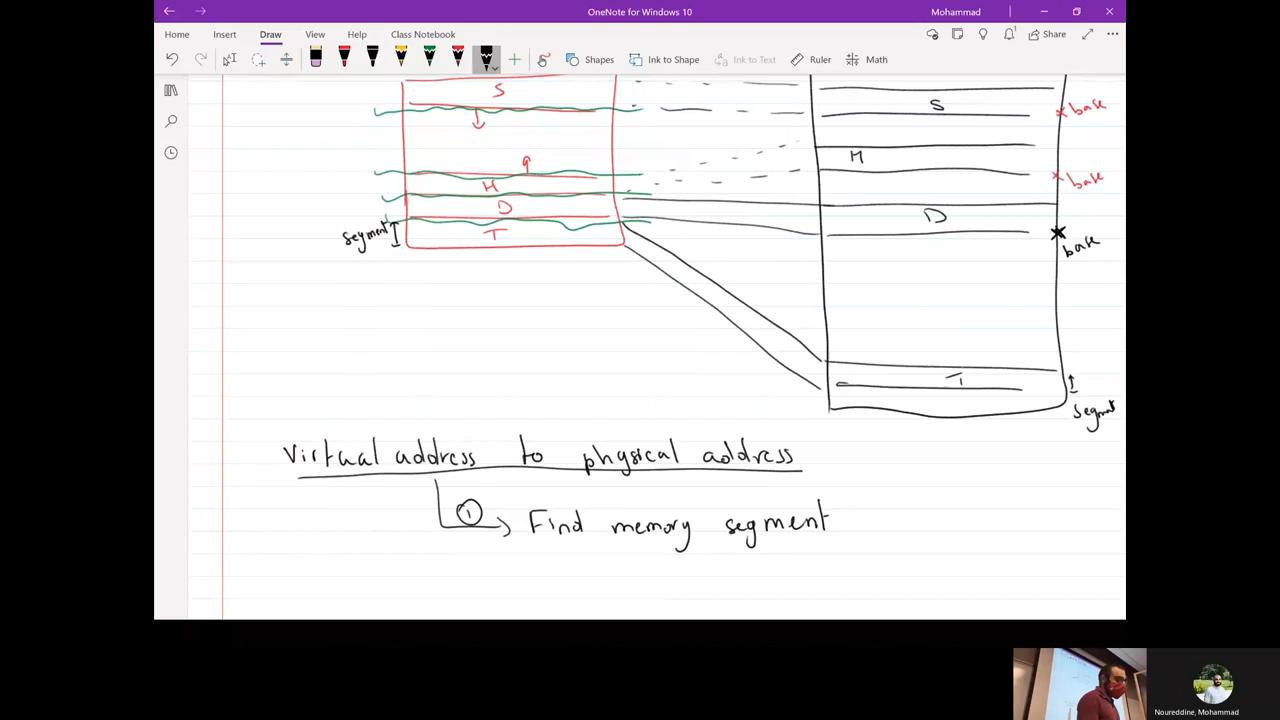 OneNote for Windows 10
Mohammad
Home Insert Draw View Help Class Notebook
Share
Shapes Ink to Shape Ink to Text Ruler Math
S
S
base
H
H
base
D
D
segment
T
base
T
segment
Virtual address to physical address
1 Find memory segment
Noureddine, Mohammad